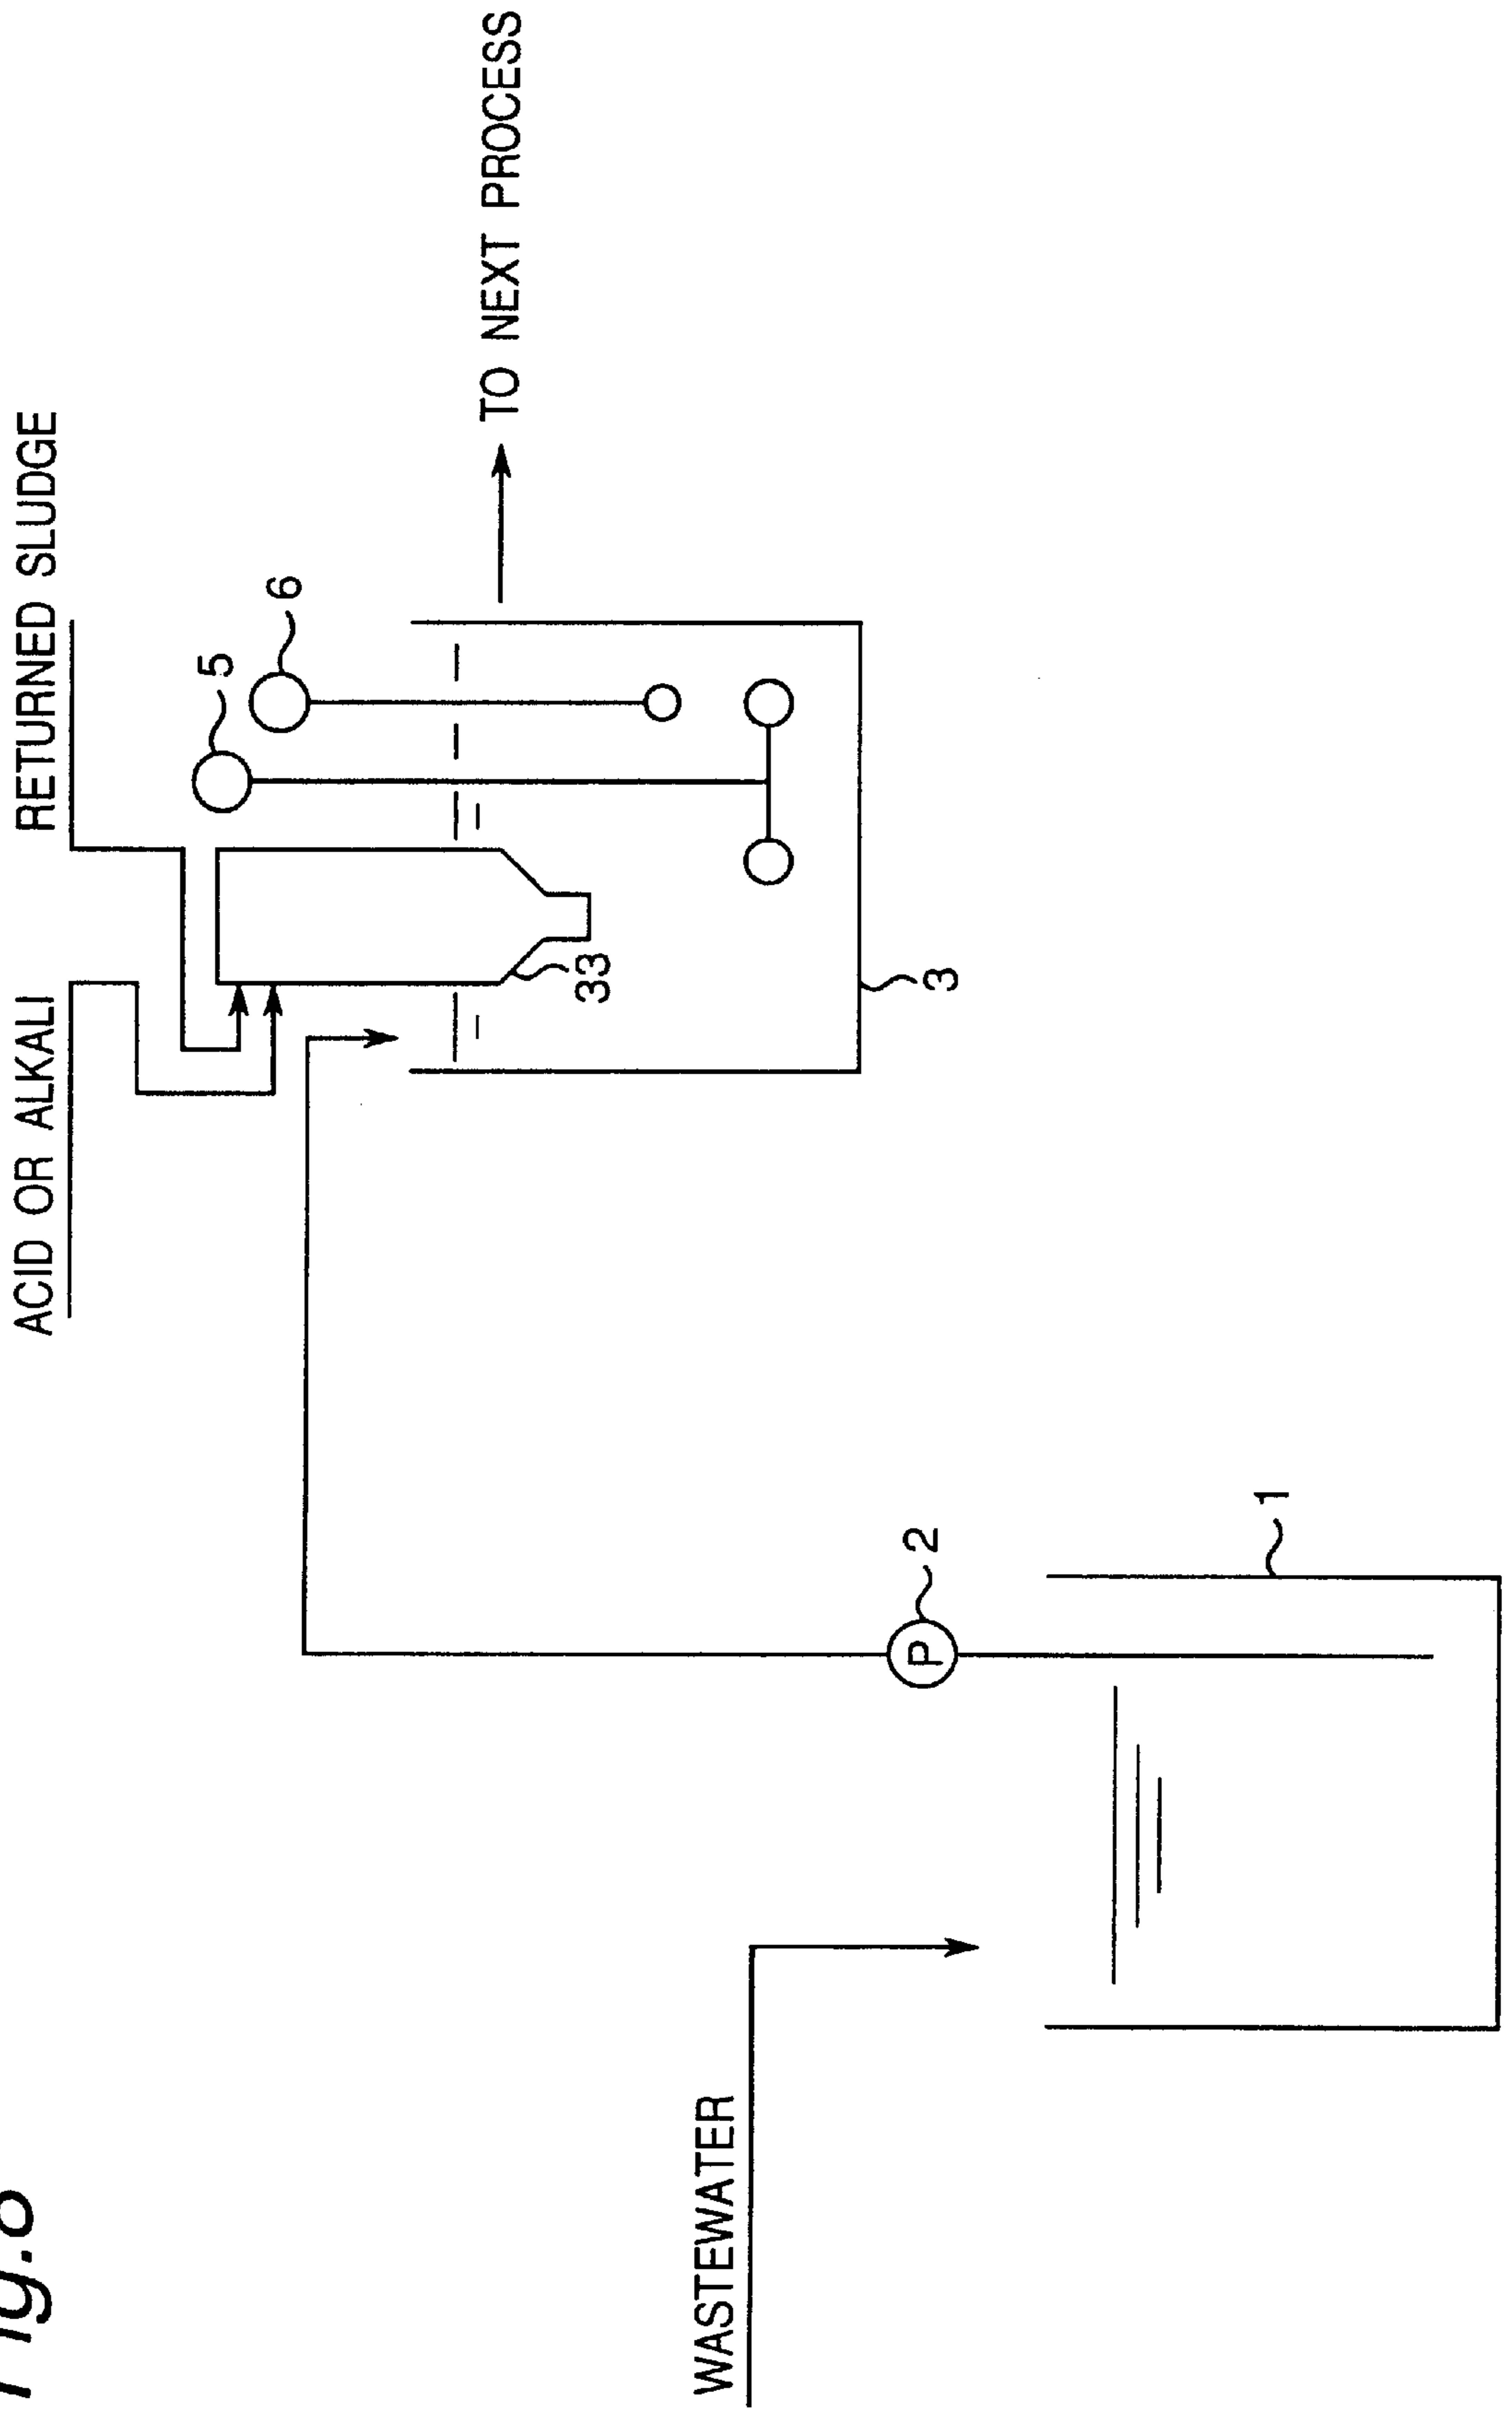 Fig.8
ACID OR ALKALI
RETURNED SLUDGE
5
6
TO NEXT PROCESS
33
3
WASTEWATER
P
2
1